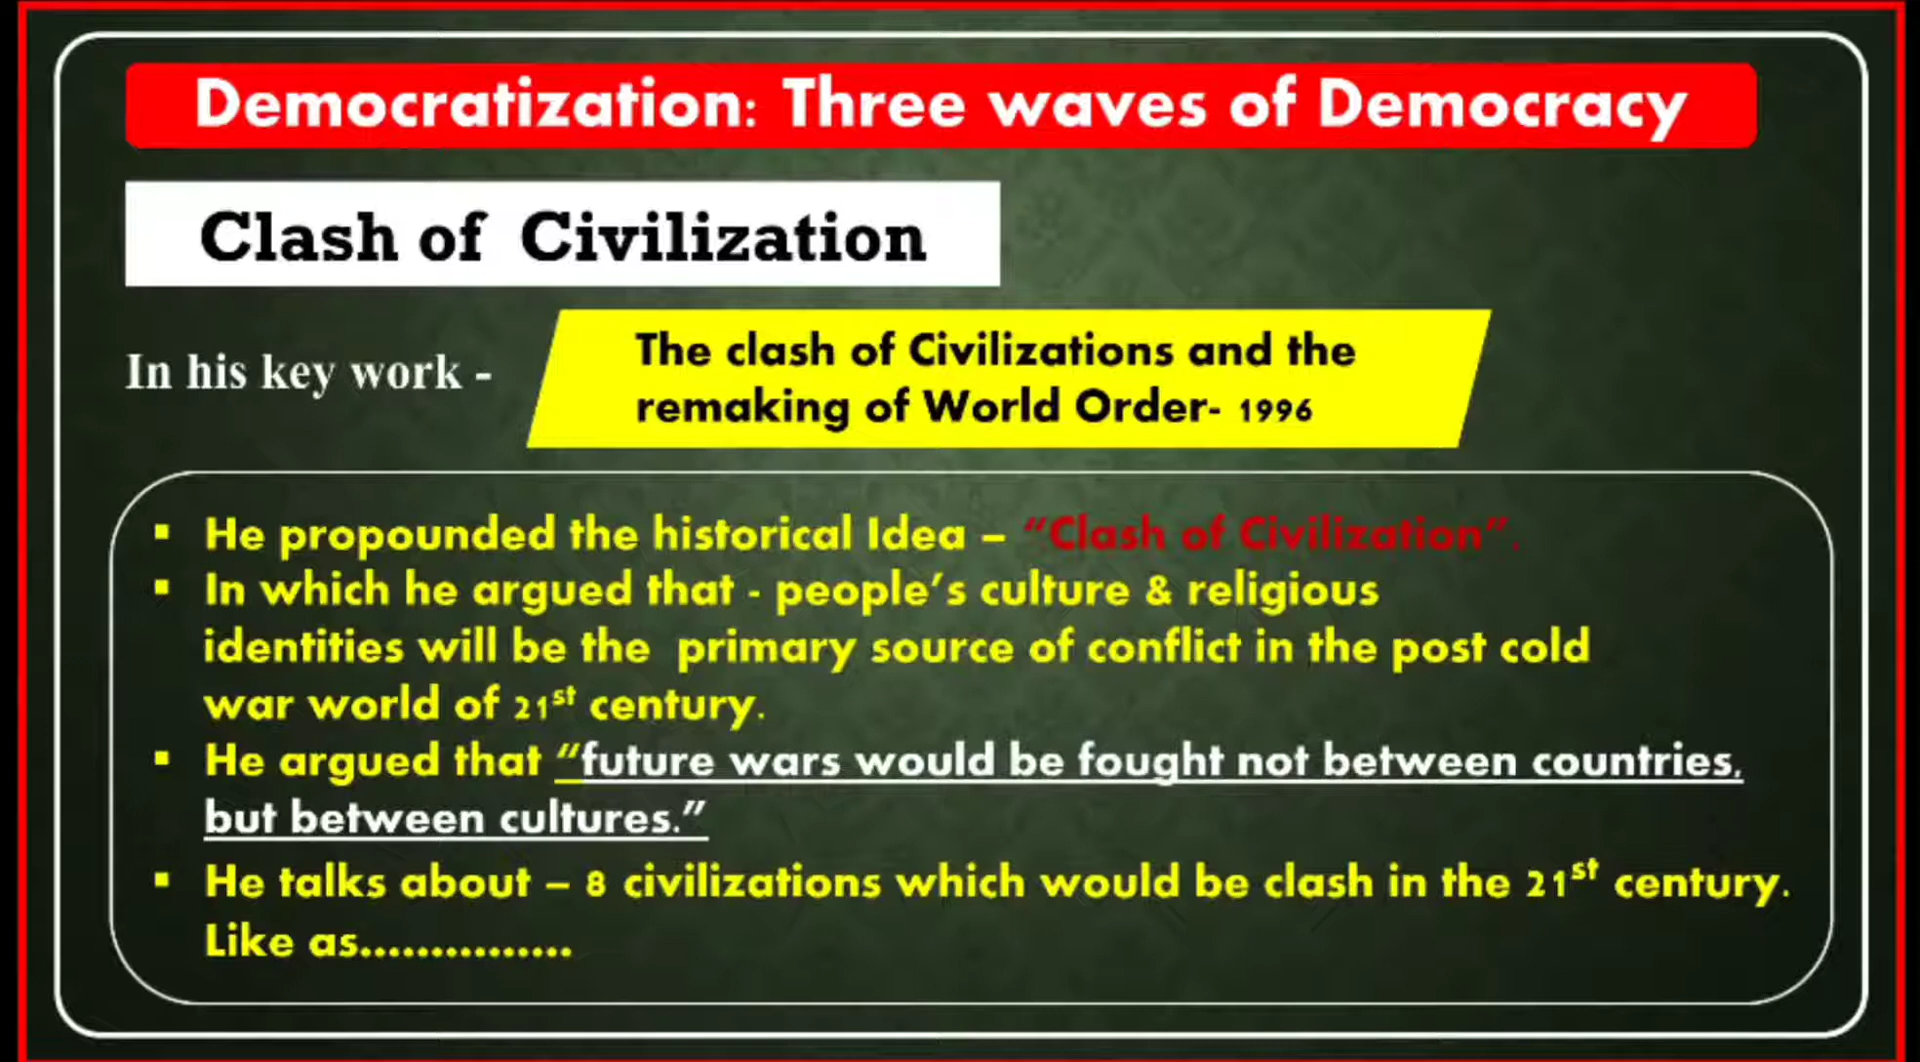 Democratization: Three waves of Democracy
Clash of Civilization
In his key work -
The clash of Civilizations and the
remaking of World Order- 1996
▪ He propounded the historical Idea – “Clash of Civilization”.
▪ In which he argued that - people’s culture & religious
identities will be the primary source of conflict in the post cold
war world of 21st century.
▪ He argued that “future wars would be fought not between countries,
but between cultures.”
▪ He talks about – 8 civilizations which would be clash in the 21st century.
Like as...............